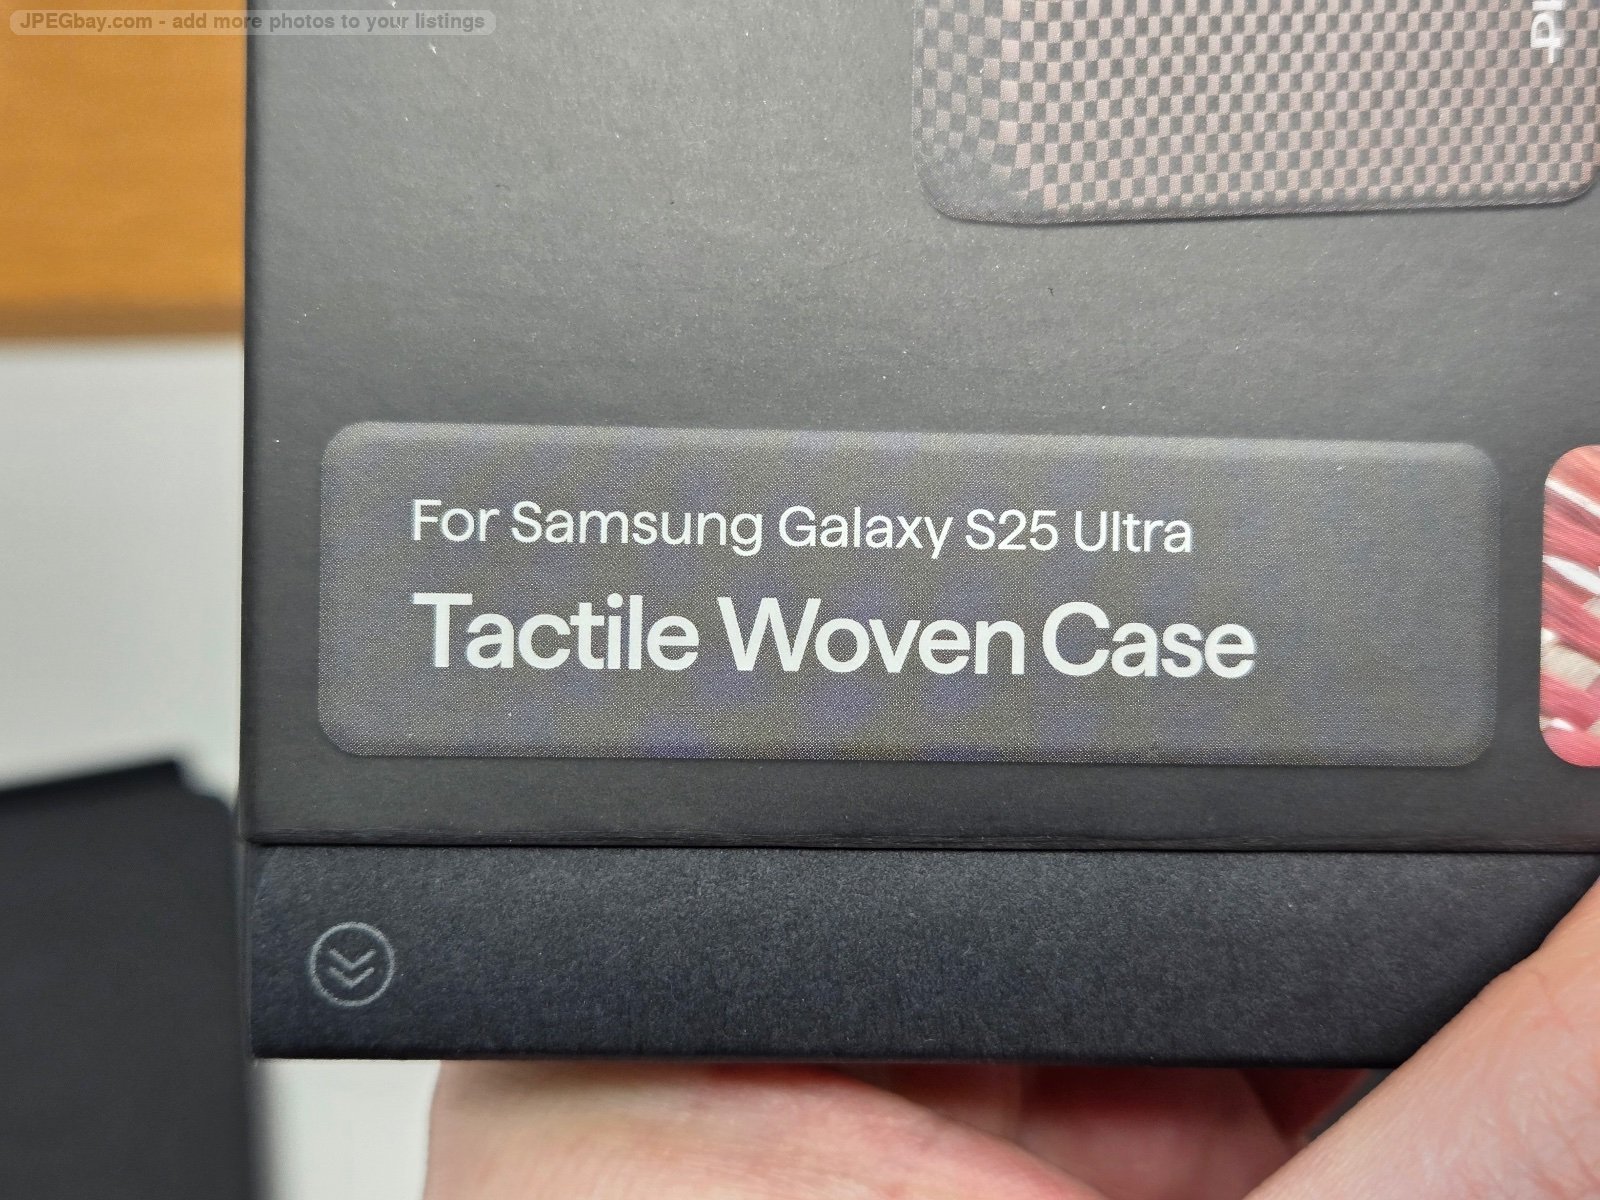 JPEGbay.com - add more photos to your listings
For Samsung Galaxy S25 Ultra
Tactile Woven Case